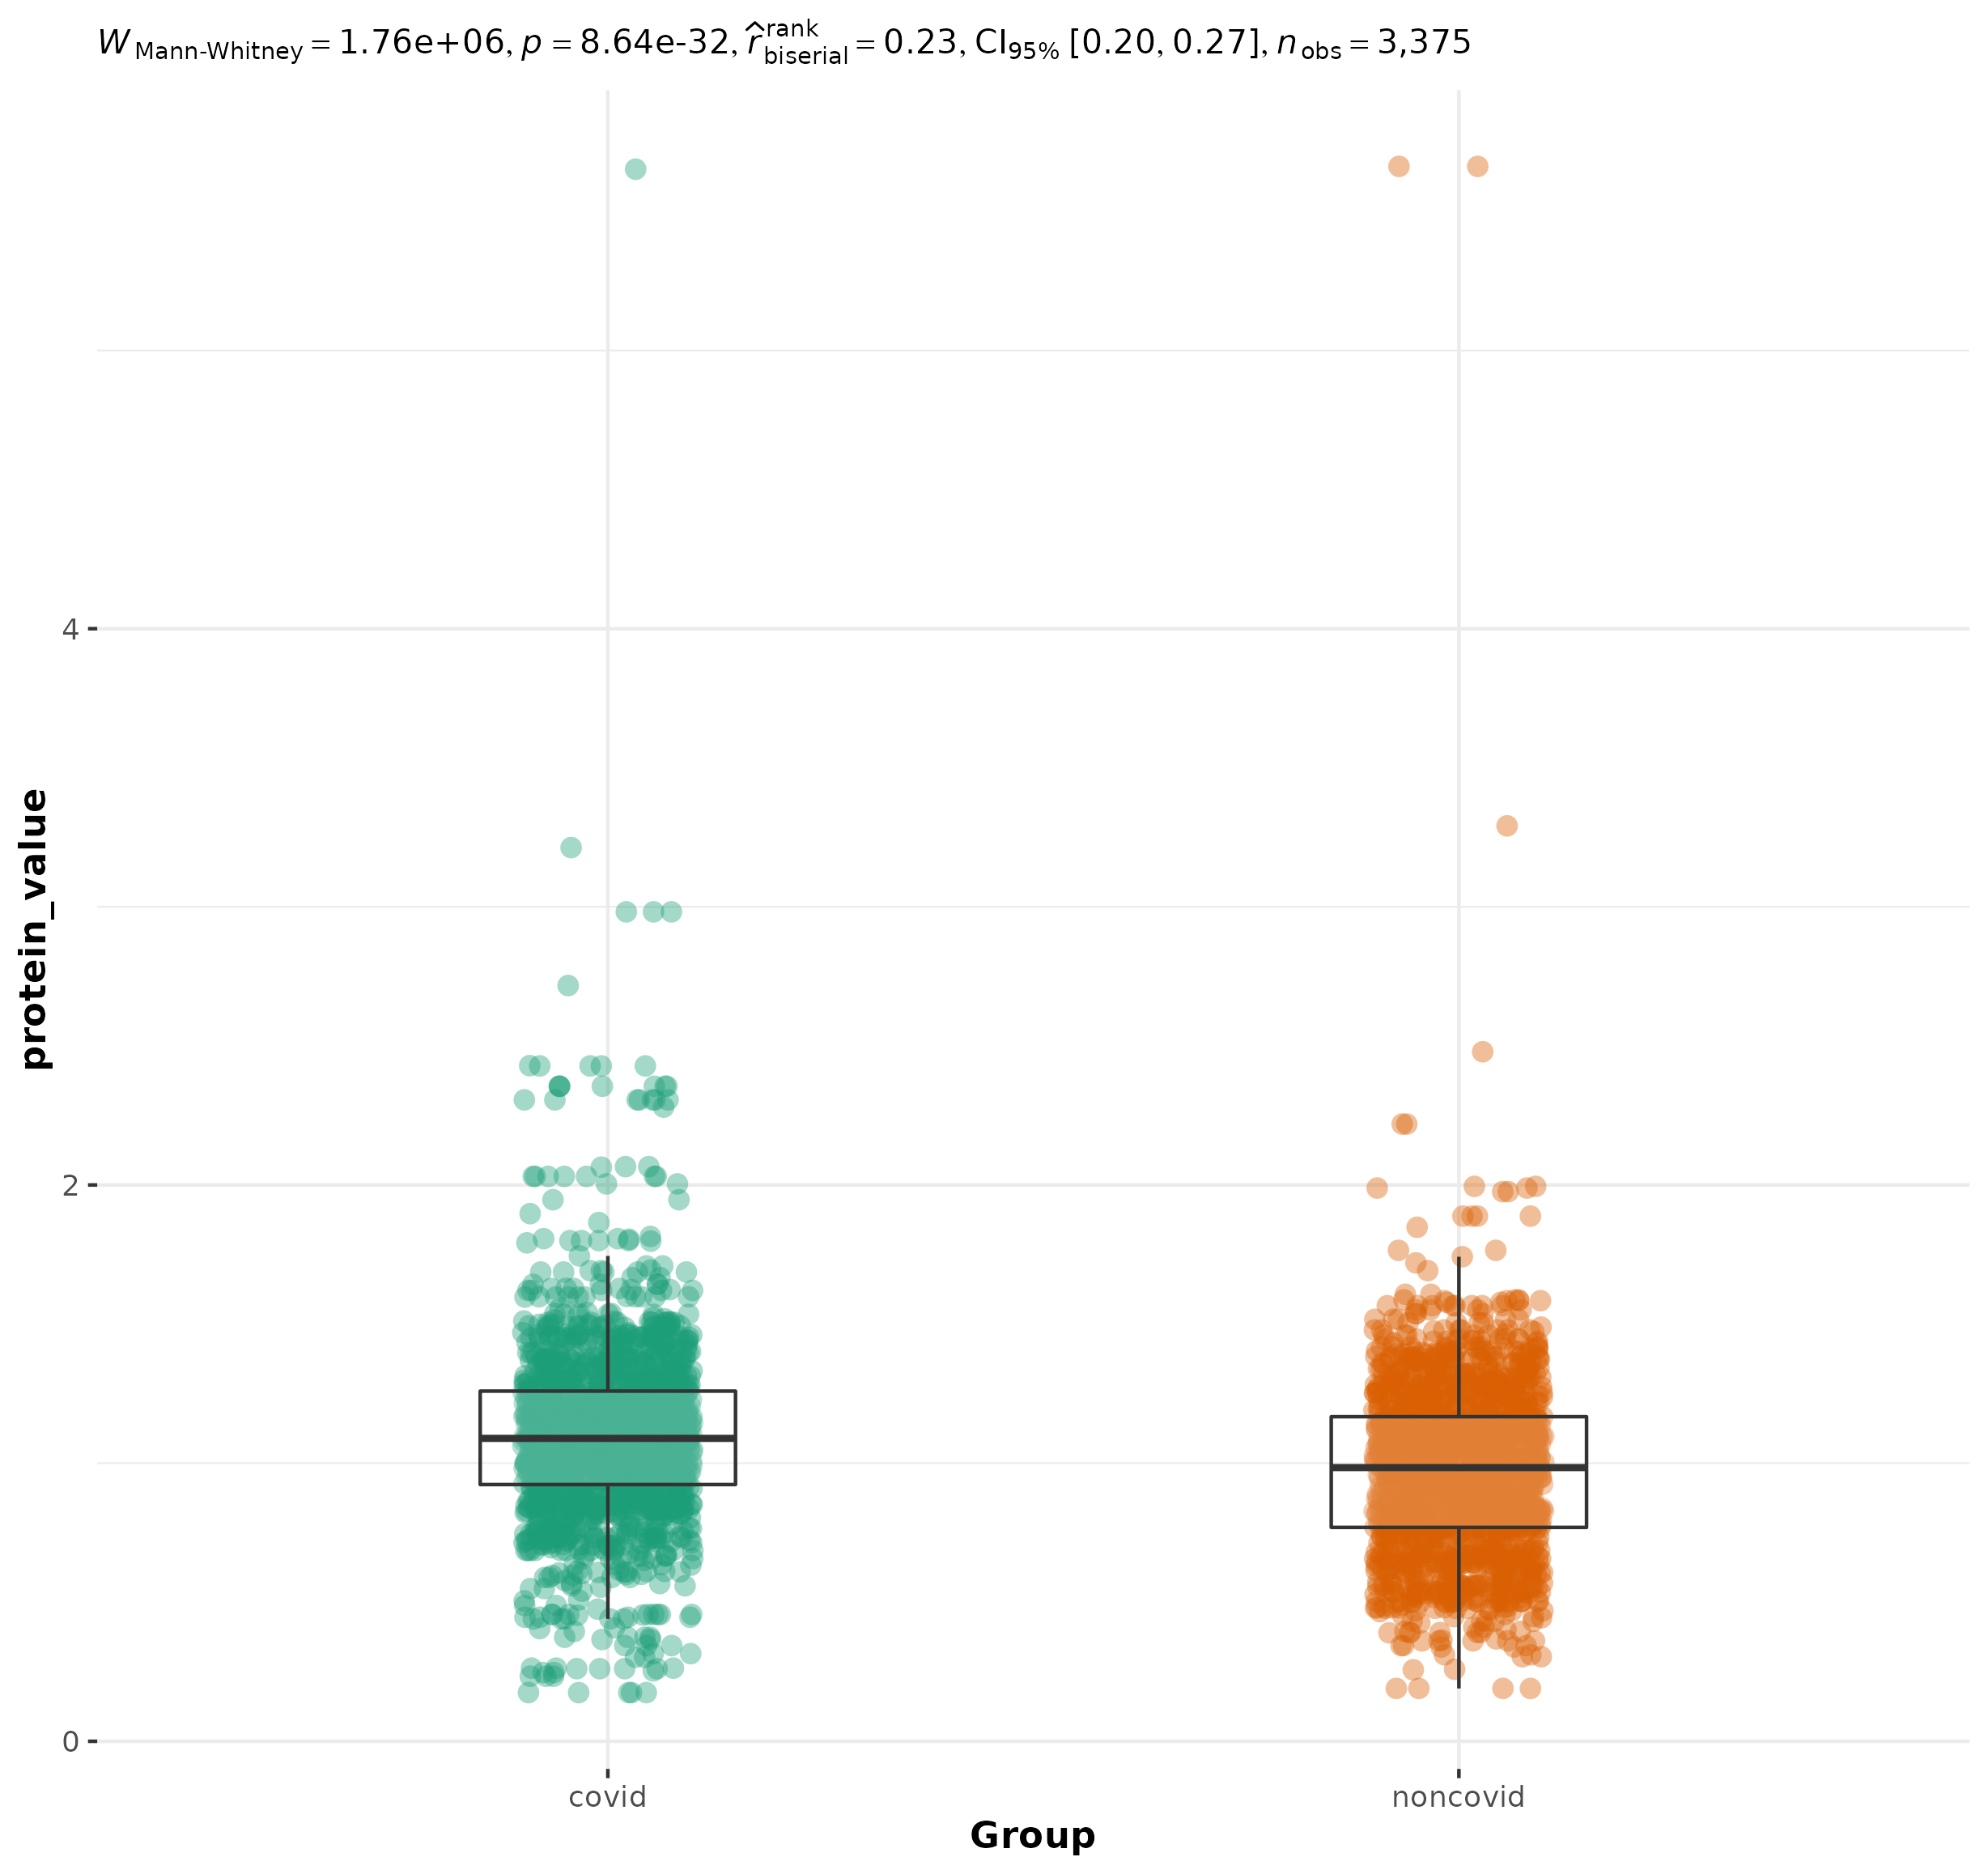 W Mann-Whitney = 1.76e+06, p = 8.64e-32, r̂ rank biserial = 0.23, CI95% [0.20, 0.27], n obs = 3,375
4
2
0
protein_value
covid noncovid
Group